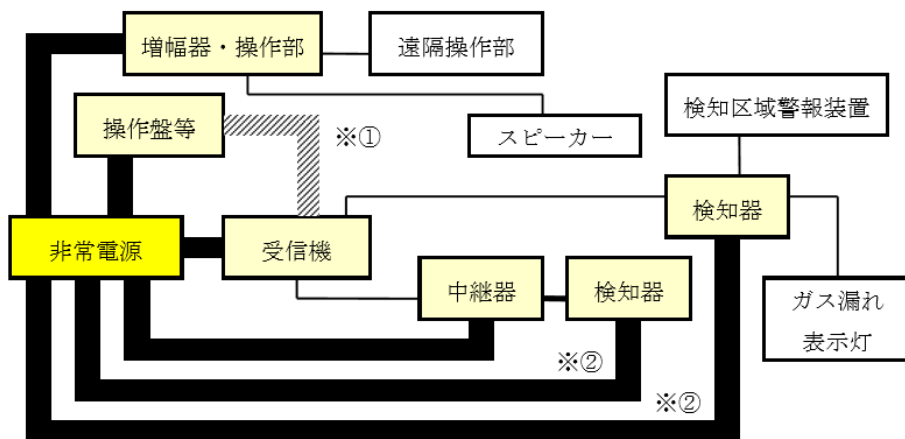 増幅器・操作部
遠隔操作部
操作盤等
※①
スピーカー
検知区域警報装置
検知器
非常電源
受信機
中継器
検知器
ガス漏れ
表示灯
※②
※②